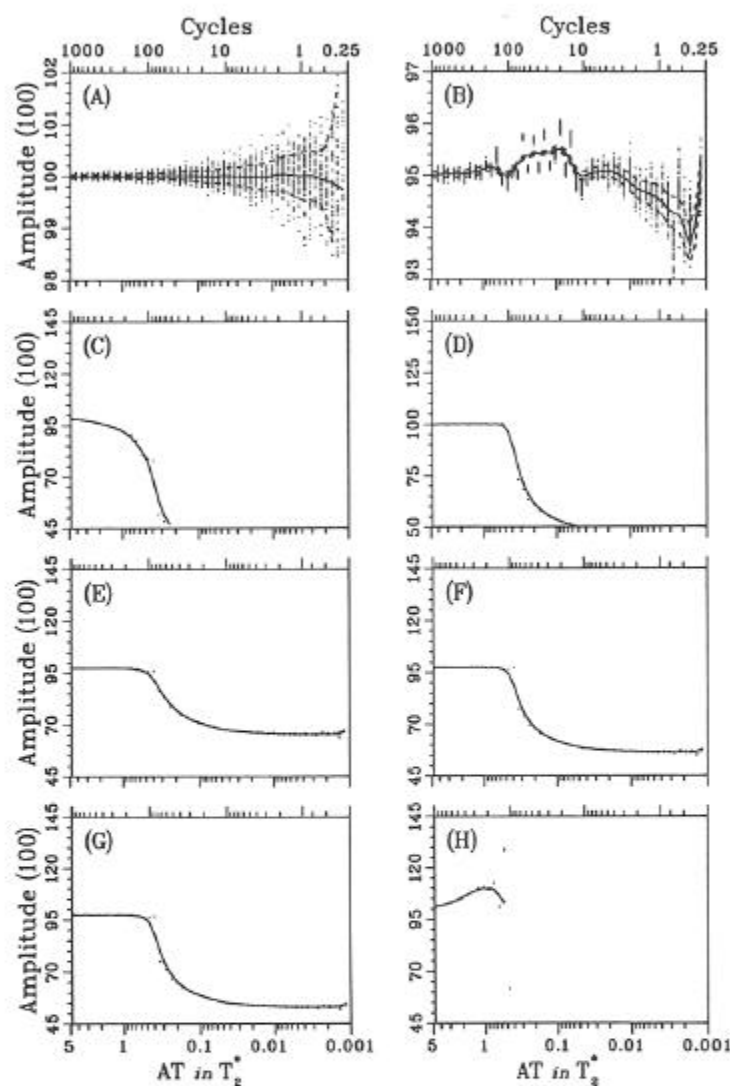 Cycles Cycles
1000 100 10 1 0.25 1000 100 10 1 0.25
Amplitude (100)
98 99 100 101 102
(A)
93 94 95 96 97
(B)
Amplitude (100)
45 70 95 120 145
(C)
50 75 100 125 150
(D)
Amplitude (100)
45 70 95 120 145
(E)
45 70 95 120 145
(F)
Amplitude (100)
45 70 95 120 145
(G)
45 70 95 120 145
(H)
5 1 0.1 0.01 0.001 5 1 0.1 0.01 0.001
AT in T2* AT in T2*